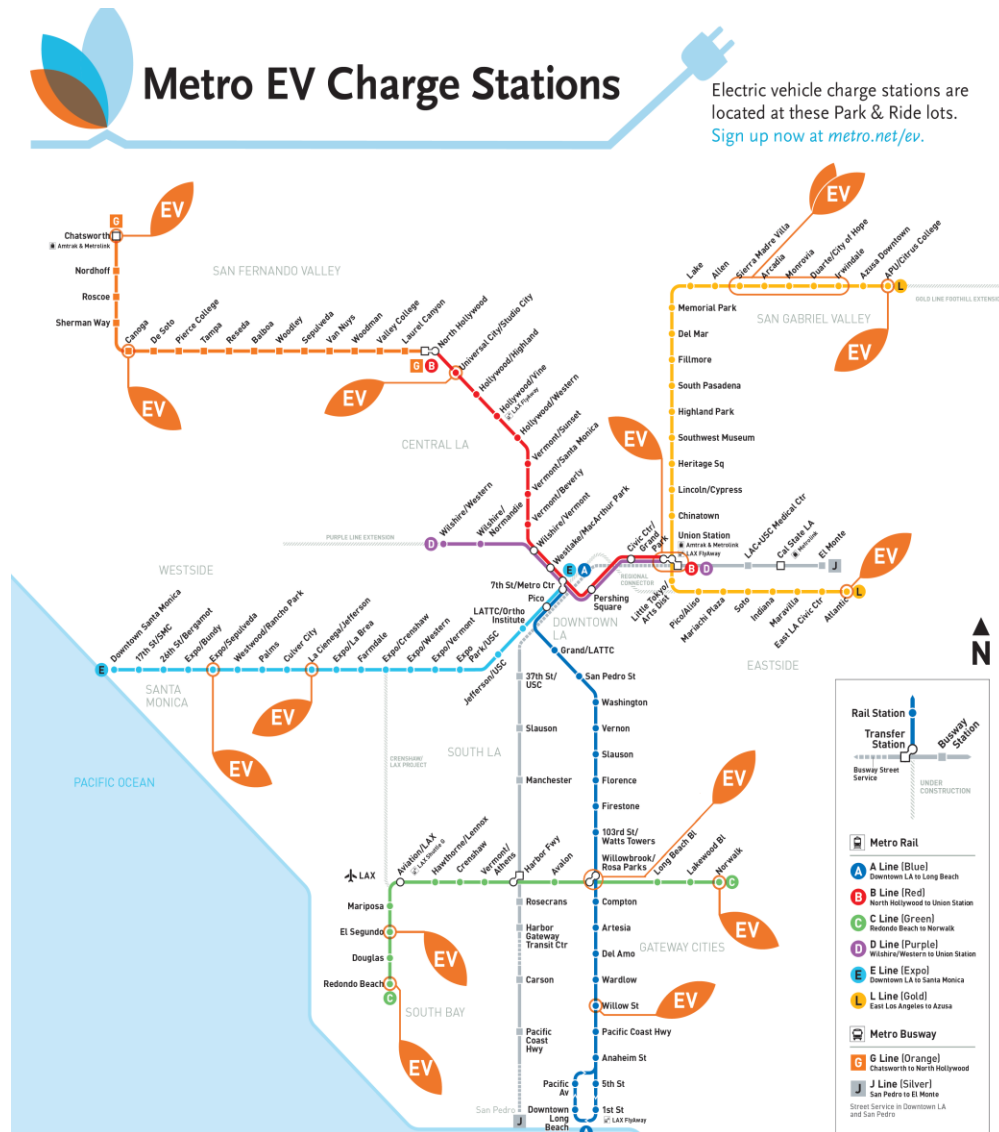 Metro EV Charge Stations
Electric vehicle charge stations are
located at these Park & Ride lots.
Sign up now at metro.net/ev.
EV
EV
G
Chatsworth
Amtrak & Metrolink
Nordhoff
Roscoe
Sherman Way
SAN FERNANDO VALLEY
Canoga
De Soto
Pierce College
Tampa
Reseda
Balboa
Woodley
Sepulveda
Van Nuys
Woodman
Valley College
Laurel Canyon
North Hollywood
G
B
EV
EV
Universal City/Studio City
Hollywood/Highland
Hollywood/Vine
LAX FlyAway
Hollywood/Western
Vermont/Sunset
Vermont/Santa Monica
Vermont/Beverly
Wilshire/Vermont
Westlake/MacArthur Park
CENTRAL LA
Lake
Allen
Sierra Madre Villa
Arcadia
Monrovia
Duarte/City of Hope
Irwindale
Azusa Downtown
APU/Citrus College
L
GOLD LINE FOOTHILL EXTENSI
SAN GABRIEL VALLEY
EV
Memorial Park
Del Mar
Fillmore
South Pasadena
Highland Park
Southwest Museum
Heritage Sq
Lincoln/Cypress
Chinatown
Union Station
Amtrak & Metrolink
LAX FlyAway
EV
PURPLE LINE EXTENSION
D
Wilshire/Western
Wilshire/
Normandie
E
A
7th St/Metro Ctr
Pico
LATTC/Ortho
Institute
Civic Ctr/
Grand
Park
REGIONAL
CONNECTOR
Pershing
Square
B
D
LAC+USC Medical Ctr
Cal State LA
Metrolink
El Monte
J
EV
Little Tokyo/
Arts Dist
Pico/Aliso
Mariachi Plaza
Soto
Indiana
Maravilla
East LA Civic Ctr
Atlantic
L
DOWNTOWN
LA
EASTSIDE
WESTSIDE
E
Downtown Santa Monica
17th St/SMC
26th St/Bergamot
Expo/Bundy
Expo/Sepulveda
Westwood/Rancho Park
Palms
Culver City
La Cienega/Jefferson
Expo/La Brea
Farmdale
Expo/Crenshaw
Expo/Western
Expo/Vermont
Expo
Park/USC
Jefferson/USC
SANTA
MONICA
EV
EV
PACIFIC OCEAN
CRENSHAW/
LAX PROJECT
SOUTH LA
37th St/
USC
Slauson
Manchester
Grand/LATTC
San Pedro St
Washington
Vernon
Slauson
Florence
Firestone
103rd St/
Watts Towers
Willowbrook/
Rosa Parks
EV
LAX
Aviation/LAX
LAX Shuttle G
Hawthorne/Lennox
Crenshaw
Vermont/
Athens
Harbor Fwy
Avalon
Long Beach Bl
Lakewood Bl
Norwalk
C
EV
Mariposa
El Segundo
EV
Douglas
Redondo Beach
C
EV
SOUTH BAY
Rosecrans
Harbor
Gateway
Transit Ctr
Carson
Pacific
Coast
Hwy
San Pedro
J
Compton
Artesia
Del Amo
Wardlow
Willow St
EV
Pacific Coast Hwy
Anaheim St
GATEWAY CITIES
Pacific
Av
5th St
Downtown
Long
Beach
1st St
LAX FlyAway
A
N
Rail Station
Transfer
Station
Busway
Station
Busway Street
Service
UNDER
CONSTRUCTION
Metro Rail
A
A Line (Blue)
Downtown LA to Long Beach
B
B Line (Red)
North Hollywood to Union Station
C
C Line (Green)
Redondo Beach to Norwalk
D
D Line (Purple)
Wilshire/Western to Union Station
E
E Line (Expo)
Downtown LA to Santa Monica
L
L Line (Gold)
East Los Angeles to Azusa
Metro Busway
G
G Line (Orange)
Chatsworth to North Hollywood
J
J Line (Silver)
San Pedro to El Monte
Street Service in Downtown LA
and San Pedro